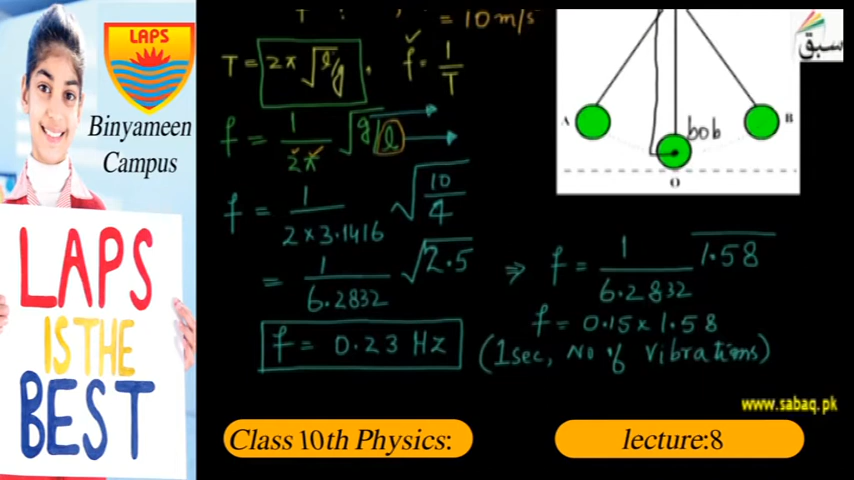 LAPS
Binyameen
Campus
LAPS
IS THE
BEST
= 10 m/s
T = 2π √l/g , f = 1/T
f = 1/2π √g/l
f = 1/2×3.1416 √10/4
= 1/6.2832 √2.5 ⇒ f = 1/6.2832 1.58
f = 0.15 × 1.58
f = 0.23 Hz (1sec, No of vibrations)
سبق
A
B
bob
O
www.sabaq.pk
Class 10th Physics:
lecture:8